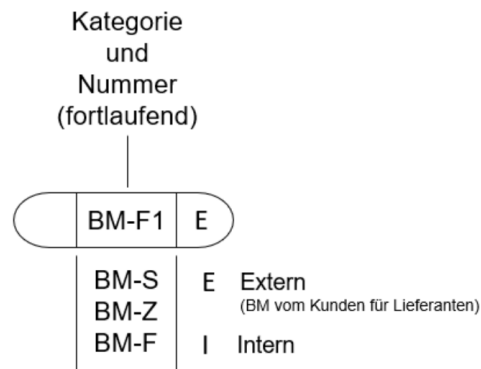 Kategorie
und
Nummer
(fortlaufend)
BM-F1 E
BM-S E Extern
(BM vom Kunden für Lieferanten)
BM-Z
BM-F I Intern